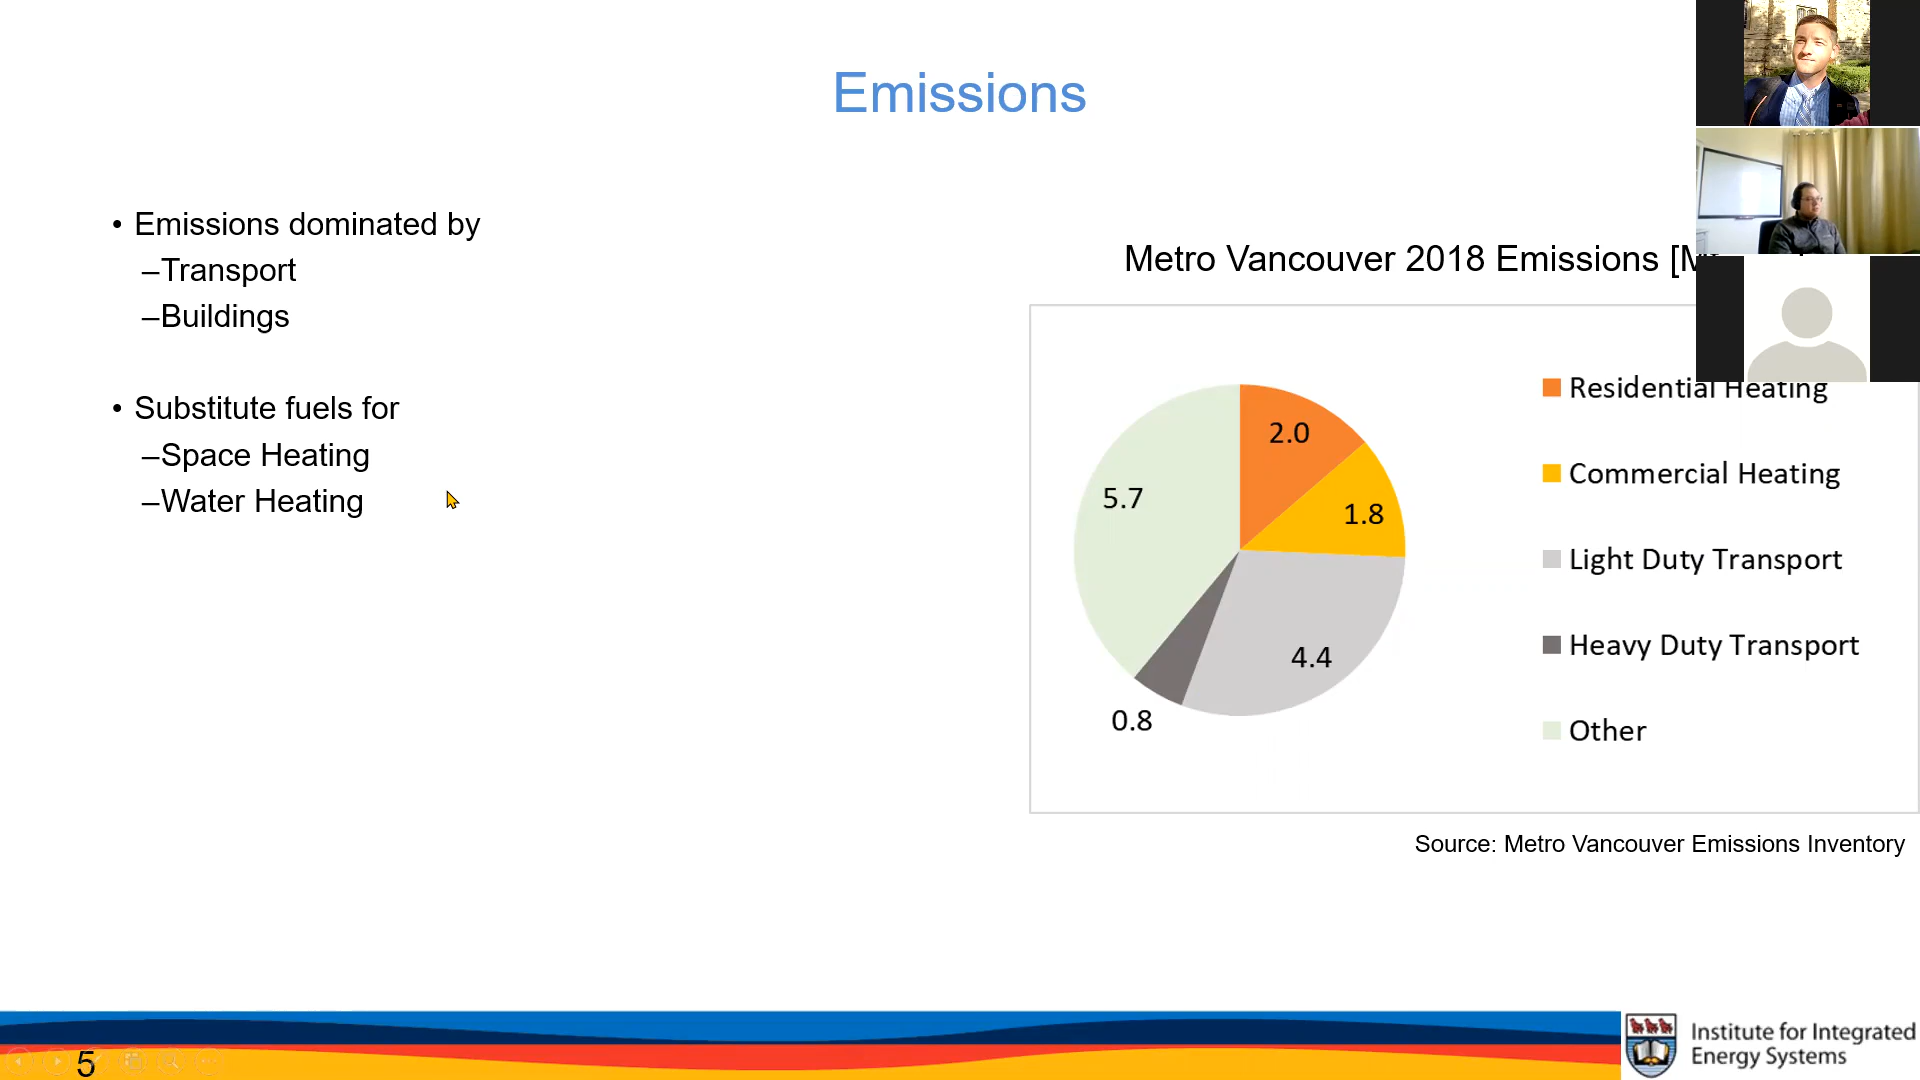 Emissions
• Emissions dominated by
–Transport
–Buildings
• Substitute fuels for
–Space Heating
–Water Heating
Metro Vancouver 2018 Emissions
2.0
1.8
4.4
0.8
5.7
Residential Heating
Commercial Heating
Light Duty Transport
Heavy Duty Transport
Other
Source: Metro Vancouver Emissions Inventory
5
Institute for Integrated
Energy Systems